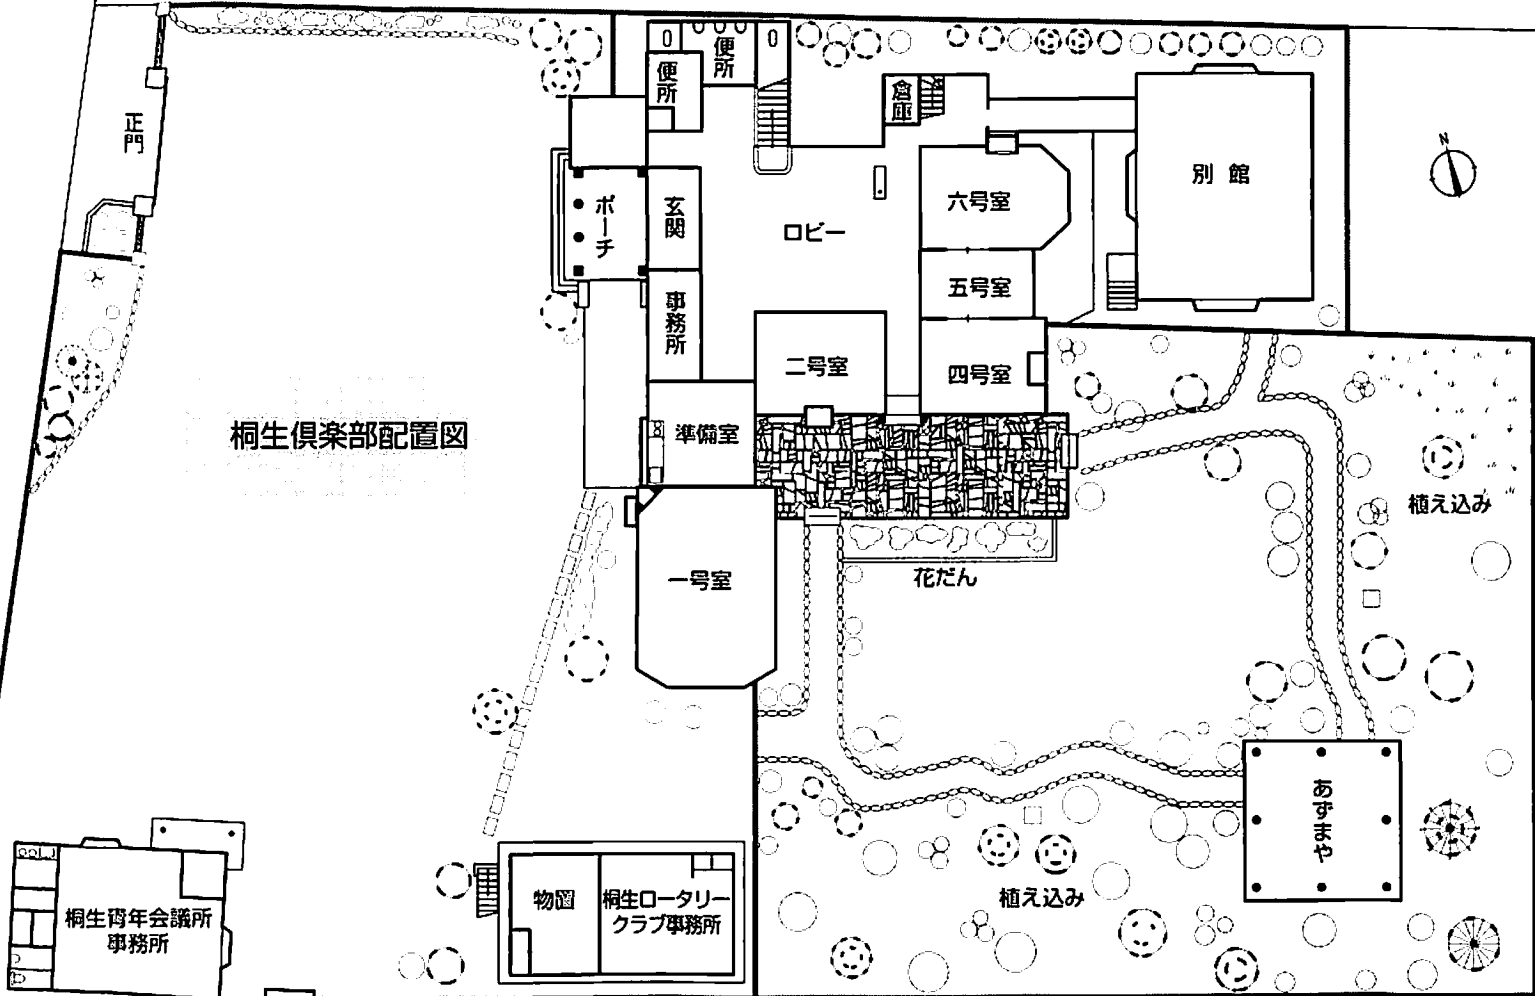 便所
便所
倉庫
正門
N
別館
ポーチ
玄関
ロビー
六号室
五号室
事務所
二号室
四号室
桐生倶楽部配置図
準備室
植え込み
一号室
花だん
あずまや
植え込み
物置
桐生ロータリー
クラブ事務所
桐生青年会議所
事務所